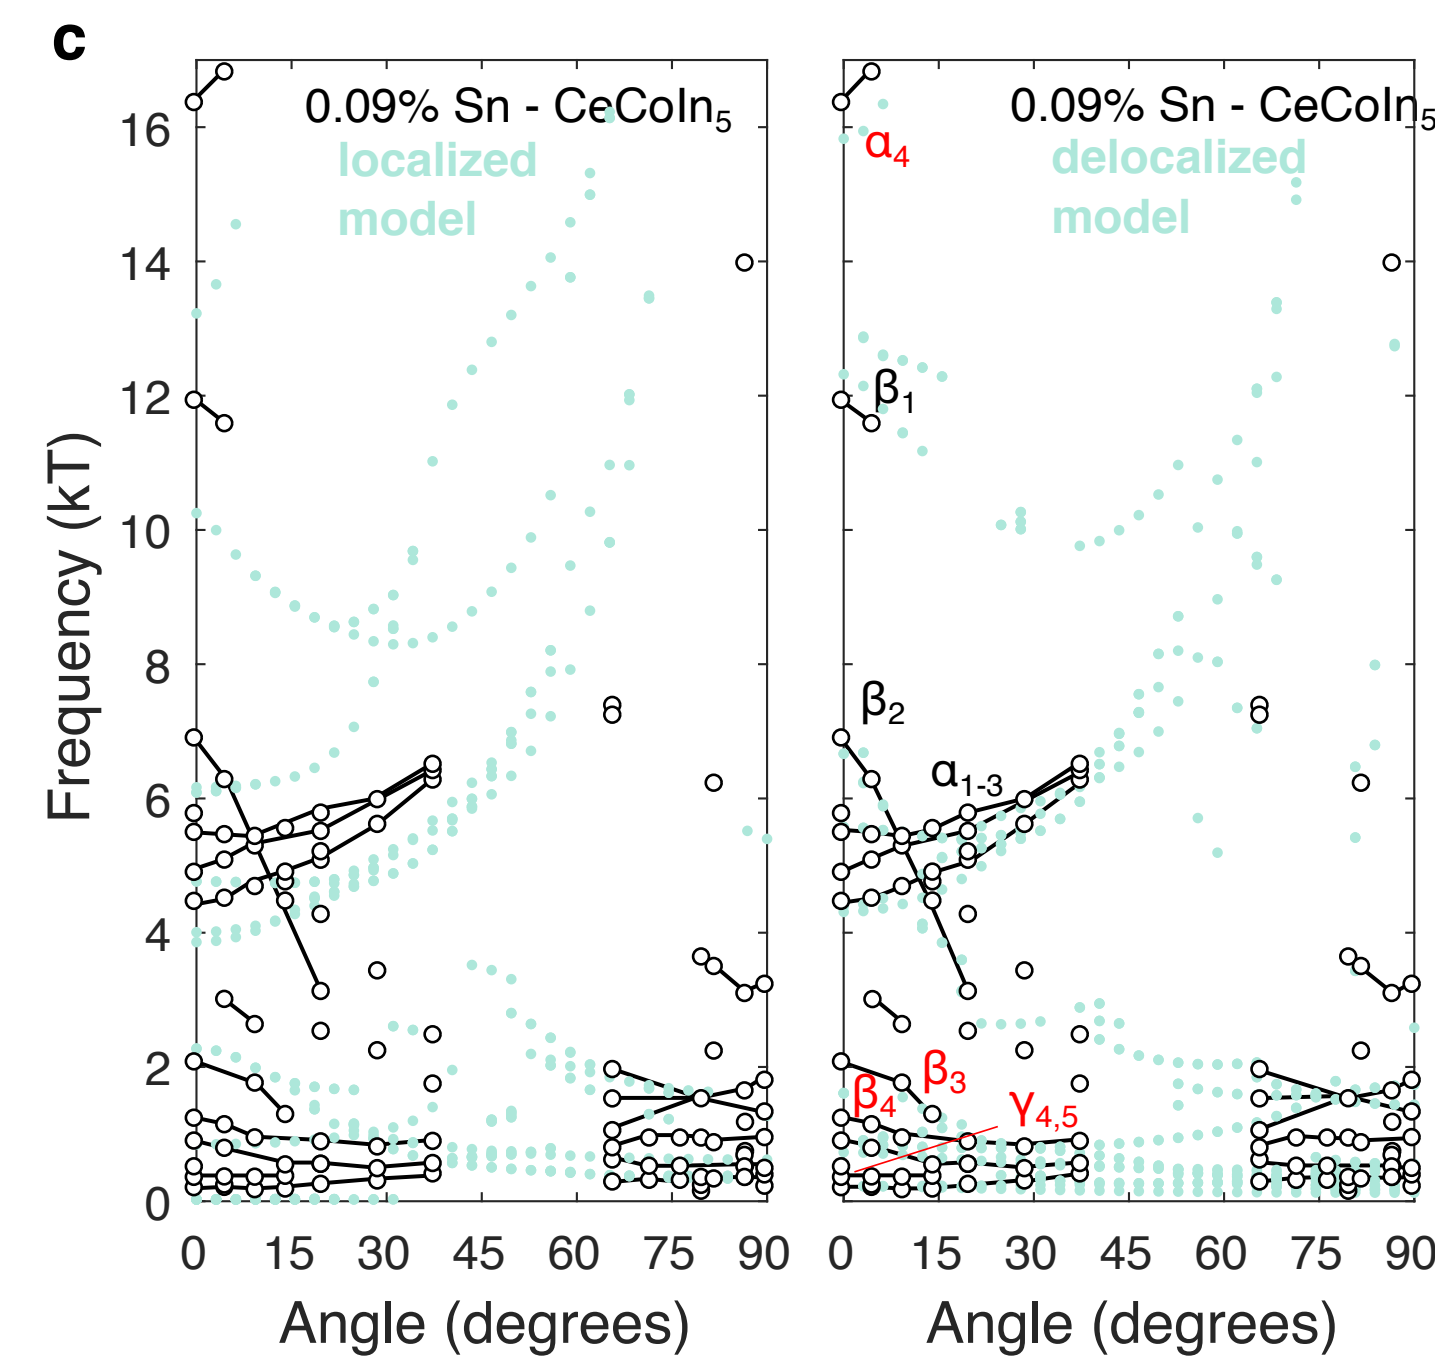 c
0.09% Sn - CeCoIn₅
localized
model
0.09% Sn - CeCoIn₅
delocalized
model
α₄
β₁
β₂
α₁₋₃
β₃
β₄
γ₄,₅
Frequency (kT)
16
14
12
10
8
6
4
2
0
0 15 30 45 60 75 90
0 15 30 45 60 75 90
Angle (degrees)
Angle (degrees)